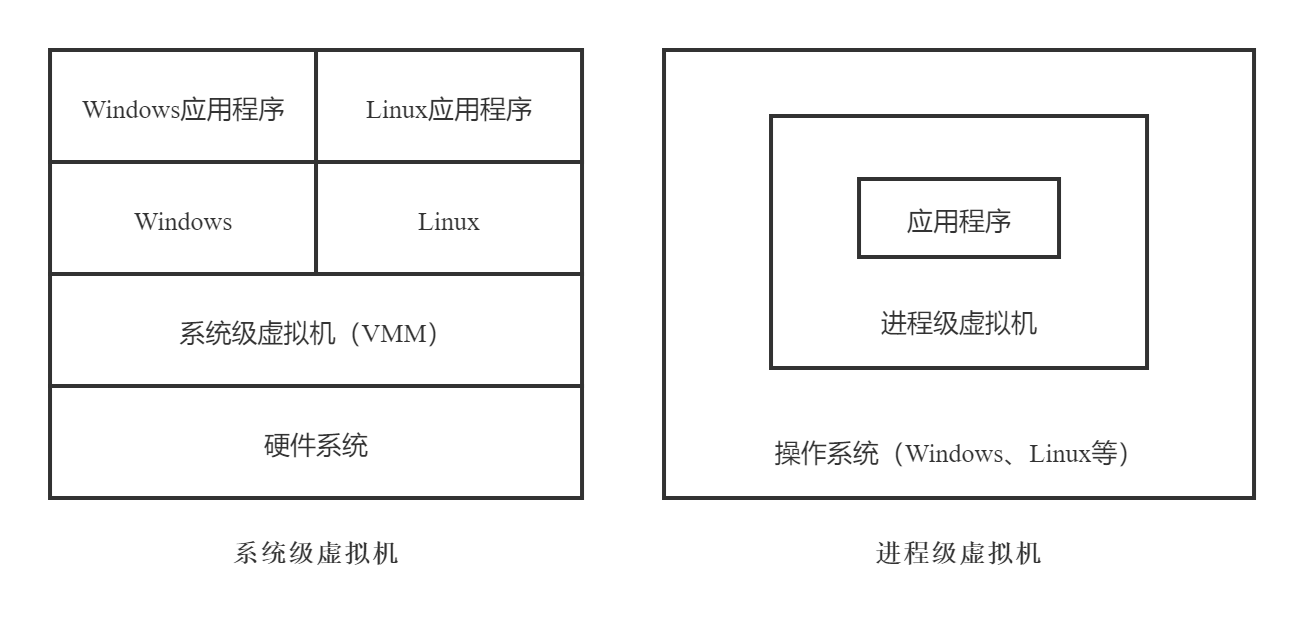 Windows应用程序
Linux应用程序
Windows
Linux
系统级虚拟机（VMM）
硬件系统
系统级虚拟机
应用程序
进程级虚拟机
操作系统（Windows、Linux等）
进程级虚拟机